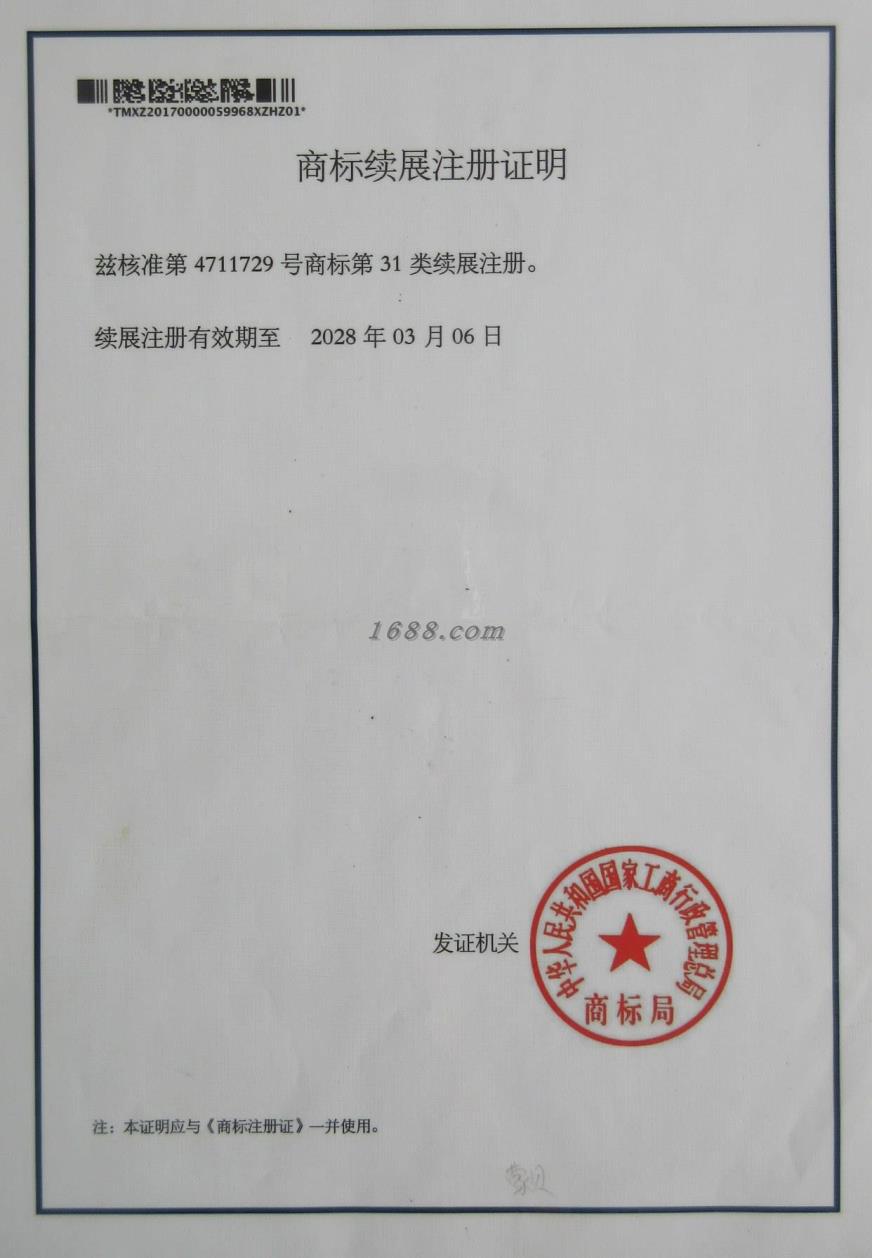 *TMXZ20170000059968XZHZ01*
商标续展注册证明
兹核准第 4711729 号商标第 31 类续展注册。
续展注册有效期至 2028 年 03 月 06 日
1688.com
发证机关
中华人民共和国国家工商行政管理总局
商标局
注：本证明应与《商标注册证》一并使用。